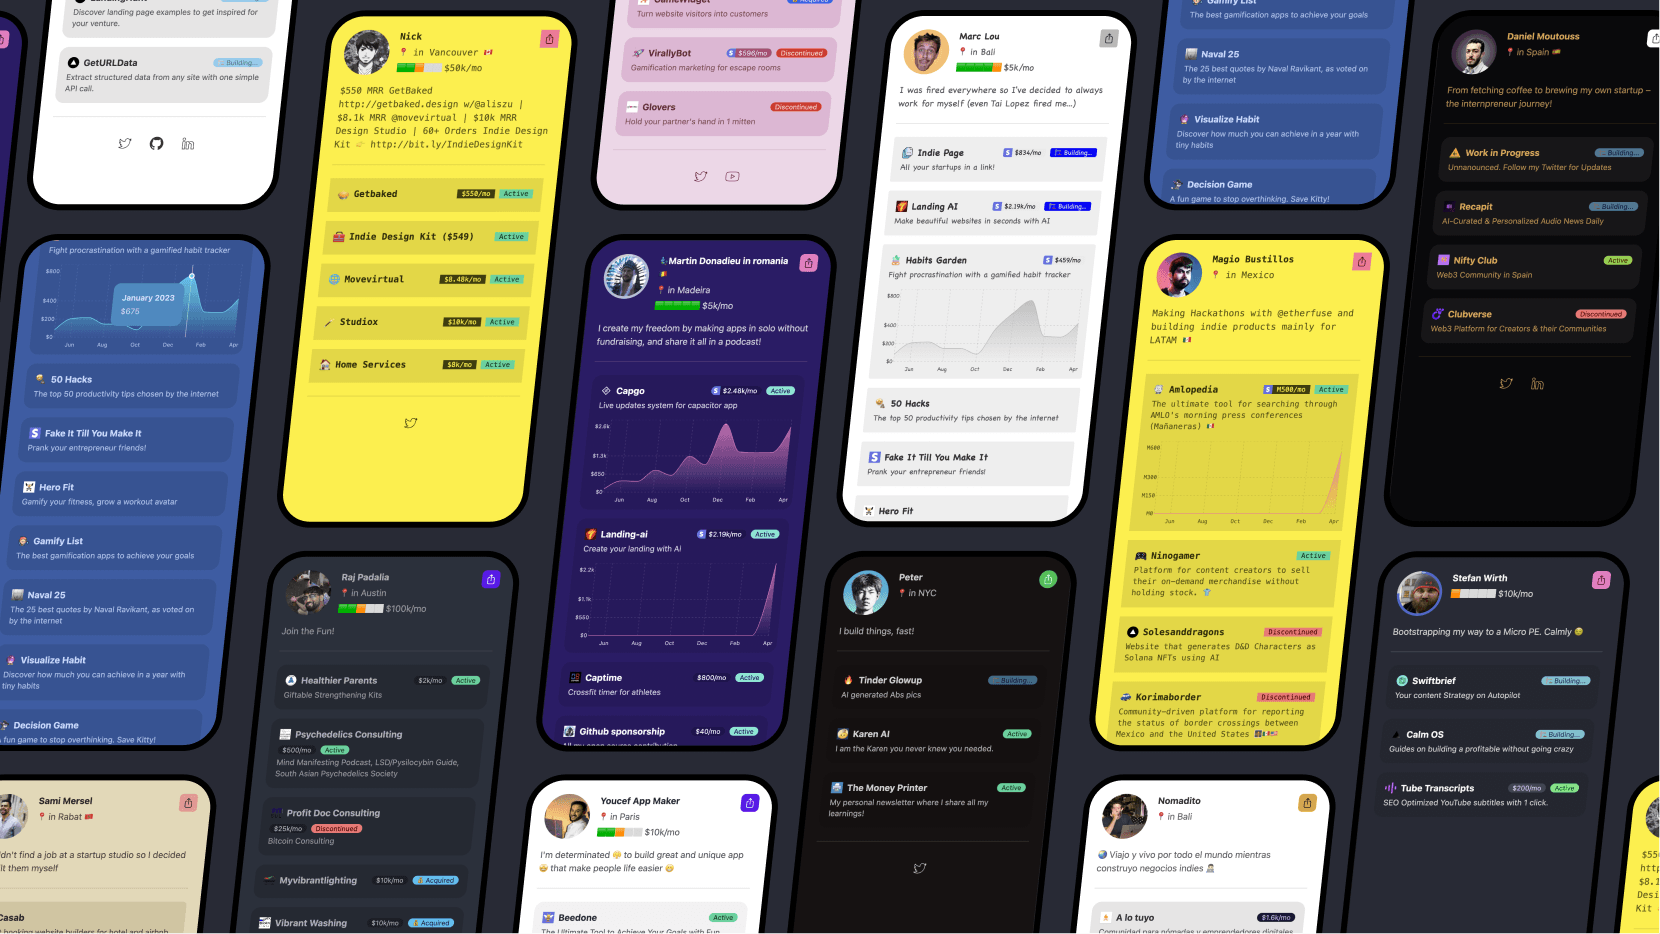 Discover landing page examples to get inspired for
your venture.
GetURLData
Building...
Extract structured data from any site with one simple
API call.
Fight procrastination with a gamified habit tracker
$800
$400
$200
$0
January 2023
$675
Jun Aug Oct Dec Feb Apr
50 Hacks
The top 50 productivity tips chosen by the internet
Fake It Till You Make It
Prank your entrepreneur friends!
Hero Fit
Gamify your fitness, grow a workout avatar
Gamify List
The best gamification apps to achieve your goals
Naval 25
The 25 best quotes by Naval Ravikant, as voted on
by the internet
Visualize Habit
Discover how much you can achieve in a year with
tiny habits
Decision Game
fun game to stop overthinking. Save Kitty!
Sami Mersel
in Rabat
dn't find a job at a startup studio so I decided
lt them myself
Casab
Nick
in Vancouver
$50k/mo
$550 MRR GetBaked
http://getbaked.design w/@aliszu |
$8.1k MRR @movevirtual | $10k MRR
Design Studio | 60+ Orders Indie Design
Kit 👉 http://bit.ly/IndieDesignKit
Getbaked $550/mo Active
Indie Design Kit ($549) Active
Movevirtual $8.48k/mo Active
Studiox $10k/mo Active
Home Services $8k/mo Active
Raj Padalia
in Austin
$100k/mo
Join the Fun!
Healthier Parents $2k/mo Active
Giftable Strengthening Kits
Psychedelics Consulting
$500/mo Active
Mind Manifesting Podcast, LSD/Psilocybin Guide,
South Asian Psychedelics Society
Profit Doc Consulting
$25k/mo Discontinued
Bitcoin Consulting
Myvibrantlighting $10k/mo Acquired
Vibrant Washing $10k/mo Acquired
GameWidget Acquired
Turn website visitors into customers
VirallyBot $596/mo Discontinued
Gamification marketing for escape rooms
Glovers Discontinued
Hold your partner's hand in 1 mitten
Martin Donadieu in romania
in Madeira
$5k/mo
I create my freedom by making apps in solo without
fundraising, and share it all in a podcast!
Capgo $2.48k/mo Active
Live updates system for capacitor app
$2.6k
$1.3k
$650
$0
Jun Aug Oct Dec Feb Apr
Landing-ai $2.19k/mo Active
Create your landing with AI
$2.2k
$1.1k
$550
$0
Jun Aug Oct Dec Feb Apr
Captime $800/mo Active
Crossfit timer for athletes
Github sponsorship $40/mo Active
All my open source contribution
Youcef App Maker
in Paris
$10k/mo
I'm determined to build great and unique app
that make people life easier
Beedone Active
The Ultimate Tool to Achieve Your Goals with Fun
Marc Lou
in Bali
$5k/mo
I was fired everywhere so I've decided to always
work for myself (even Tai Lopez fired me...)
Indie Page $834/mo Building...
All your startups in a link!
Landing AI $2.19k/mo Building...
Make beautiful websites in seconds with AI
Habits Garden $459/mo
Fight procrastination with a gamified habit tracker
$800
$400
$0
Jun Aug Oct Dec Feb Apr
50 Hacks
The top 50 productivity tips chosen by the internet
Fake It Till You Make It
Prank your entrepreneur friends!
Hero Fit
Peter
in NYC
I build things, fast!
Tinder Glowup Building...
AI generated Abs pics
Karen AI Active
I am the Karen you never knew you needed.
The Money Printer Active
My personal newsletter where I share all my
learnings!
Gamify List
The best gamification apps to achieve your goals
Naval 25
The 25 best quotes by Naval Ravikant, as voted on
by the internet
Visualize Habit
Discover how much you can achieve in a year with
tiny habits
Decision Game
A fun game to stop overthinking. Save Kitty!
Magio Bustillos
in Mexico
Making Hackathons with @etherfuse and
building indie products mainly for
LATAM
Amlopedia M500/mo Active
The ultimate tool for searching through
AMLO's morning press conferences
(Mañaneras)
M600
M300
M150
M0
Jun Aug Oct Dec Feb Apr
Ninogamer Active
Platform for content creators to sell
their on-demand merchandise without
holding stock.
Solesanddragons Discontinued
Website that generates D&D Characters as
Solana NFTs using AI
Korimaborder Discontinued
Community-driven platform for reporting
the status of border crossings between
Mexico and the United States
Nomadito
in Bali
Viajo y vivo por todo el mundo mientras
construyo negocios indies
A lo tuyo $1.6k/mo
Comunidad para nómadas y emprendedores digitales
Daniel Moutouss
in Spain
From fetching coffee to brewing my own startup –
the internpreneur journey!
Work in Progress Building...
Unnanounced. Follow my Twitter for Updates
Recapit Building...
AI-Curated & Personalized Audio News Daily
Nifty Club Active
Web3 Community in Spain
Clubverse Discontinued
Web3 Platform for Creators & their Communities
Stefan Wirth
in Germany
$10k/mo
Bootstrapping my way to a Micro PE. Calmly
Swiftbrief Building...
Your content Strategy on Autopilot
Calm OS Building...
Guides on building a profitable without going crazy
Tube Transcripts $200/mo Active
SEO Optimized YouTube subtitles with 1 click.
$550
http
$8.1
Desi
Kit